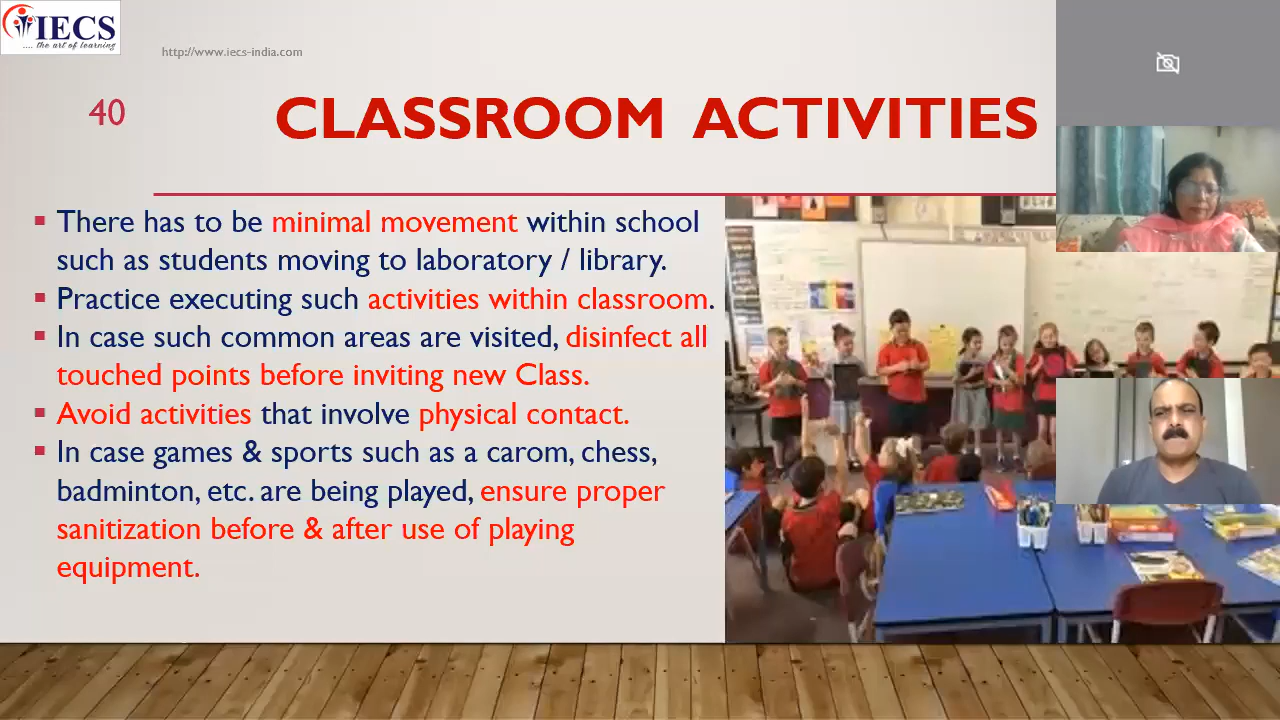 IECS
.... the art of learning
http://www.iecs-india.com
40
CLASSROOM ACTIVITIES
There has to be minimal movement within school
such as students moving to laboratory / library.
Practice executing such activities within classroom.
In case such common areas are visited, disinfect all
touched points before inviting new Class.
Avoid activities that involve physical contact.
In case games & sports such as a carom, chess,
badminton, etc. are being played, ensure proper
sanitization before & after use of playing
equipment.